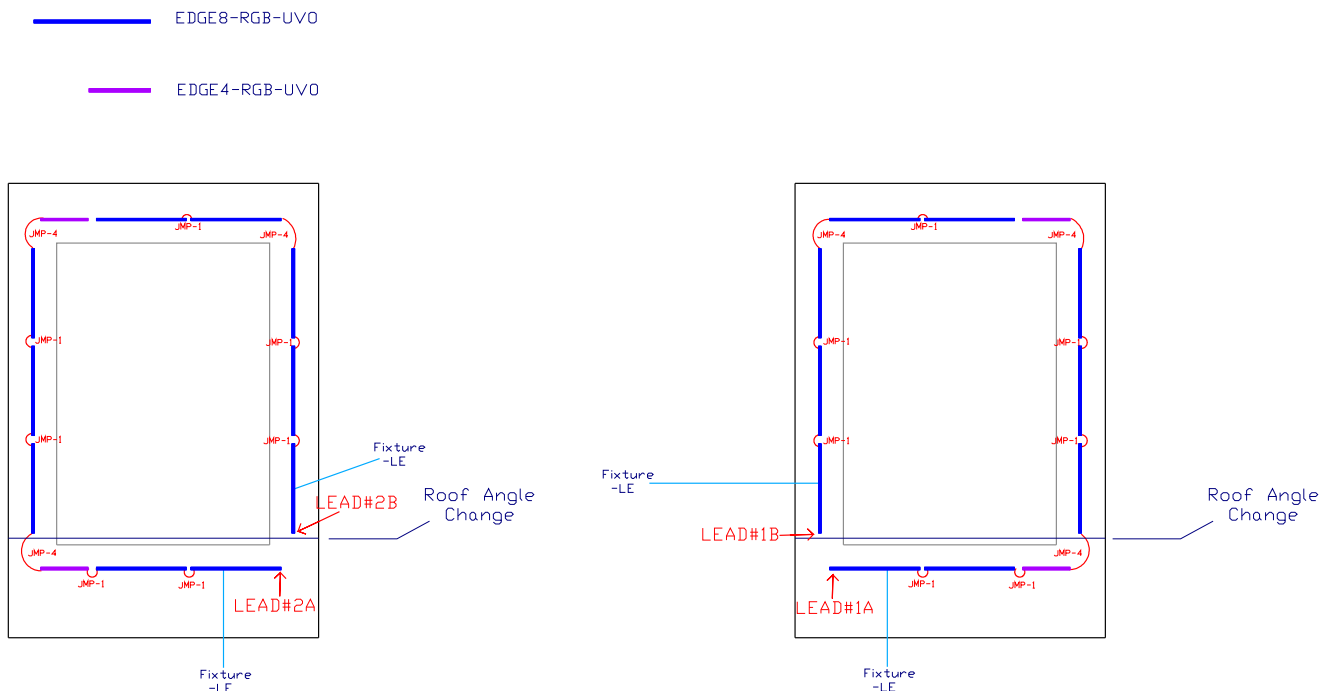 EDGE8-RGB-UVO
EDGE4-RGB-UVO
JMP-4
JMP-1
JMP-4
JMP-1
JMP-1
JMP-1
JMP-1
Fixture
-LE
LEAD#2B
Roof Angle
Change
JMP-4
JMP-1
JMP-1
LEAD#2A
Fixture
-LE
JMP-4
JMP-1
JMP-4
JMP-1
JMP-1
JMP-1
JMP-1
Fixture
-LE
LEAD#1B
Roof Angle
Change
JMP-4
JMP-1
JMP-1
LEAD#1A
Fixture
-LE